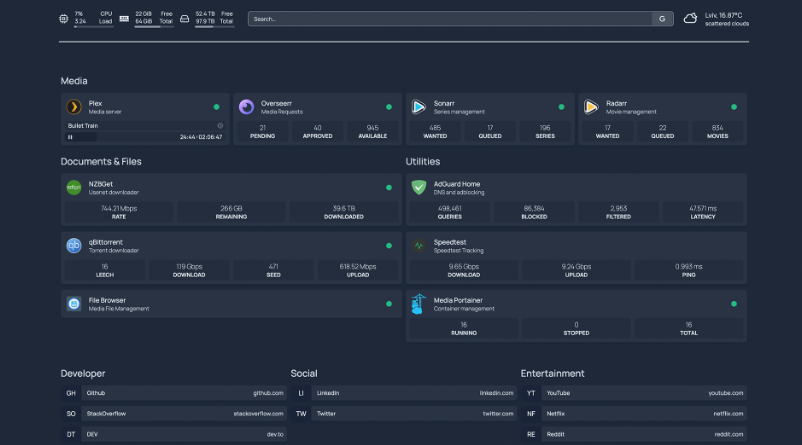 7% CPU
3.24 Load
22 GiB Free
64 GiB Total
52.4 TB Free
97.9 TB Total
Search...
G
Lviv, 16.87°C
scattered clouds
Media
Plex
Media server
Bullet Train
24:44-02:06:47
Overseerr
Media Requests
21 40 945
PENDING APPROVED AVAILABLE
Sonarr
Series management
485 17 196
WANTED QUEUED SERIES
Radarr
Movie management
17 22 834
WANTED QUEUED MOVIES
Documents & Files
NZBGet
Usenet downloader
744.21 Mbps 266 GB 39.6 TB
RATE REMAINING DOWNLOADED
qBittorrent
Torrent downloader
16 1.19 Gbps 471 618.52 Mbps
LEECH DOWNLOAD SEED UPLOAD
File Browser
Media File Management
Utilities
AdGuard Home
DNS and adblocking
498,461 86,384 2,953 47.571 ms
QUERIES BLOCKED FILTERED LATENCY
Speedtest
Speedtest Tracking
9.65 Gbps 9.24 Gbps 0.993 ms
DOWNLOAD UPLOAD PING
Media Portainer
Container management
16 0 16
RUNNING STOPPED TOTAL
Developer
GH Github github.com
SO StackOverflow stackoverflow.com
DT DEV dev.to
Social
LI LinkedIn linkedin.com
TW Twitter twitter.com
Entertainment
YT YouTube youtube.com
NF Netflix netflix.com
RE Reddit reddit.com